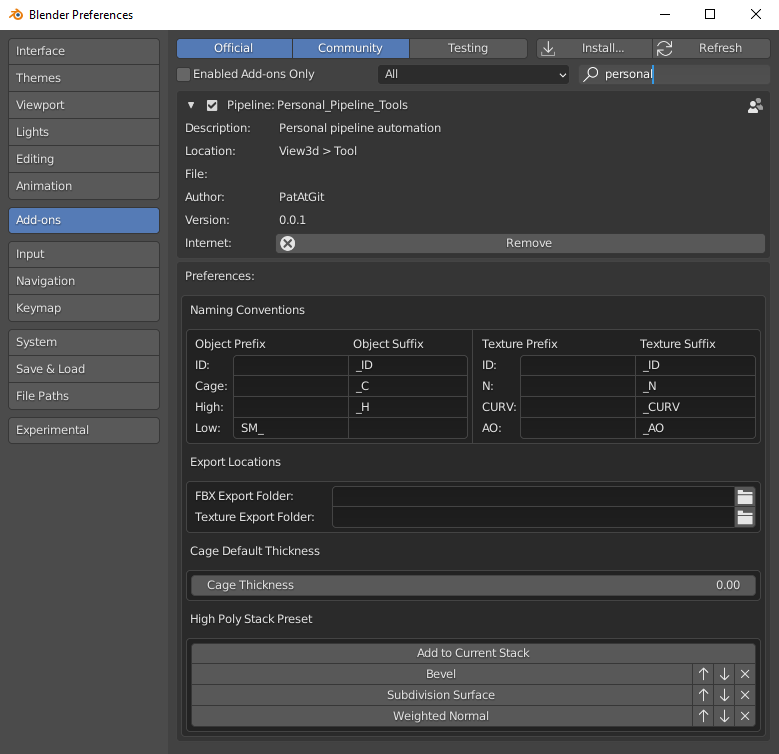 Blender Preferences
Interface
Themes
Viewport
Lights
Editing
Animation
Add-ons
Input
Navigation
Keymap
System
Save & Load
File Paths
Experimental
Official Community Testing Install... Refresh
Enabled Add-ons Only All personal
Pipeline: Personal_Pipeline_Tools
Description: Personal pipeline automation
Location: View3d > Tool
File:
Author: PatAtGit
Version: 0.0.1
Internet: Remove
Preferences:
Naming Conventions
Object Prefix Object Suffix Texture Prefix Texture Suffix
ID: _ID ID: _ID
Cage: _C N: _N
High: _H CURV: _CURV
Low: SM_ AO: _AO
Export Locations
FBX Export Folder:
Texture Export Folder:
Cage Default Thickness
Cage Thickness 0.00
High Poly Stack Preset
Add to Current Stack
Bevel
Subdivision Surface
Weighted Normal